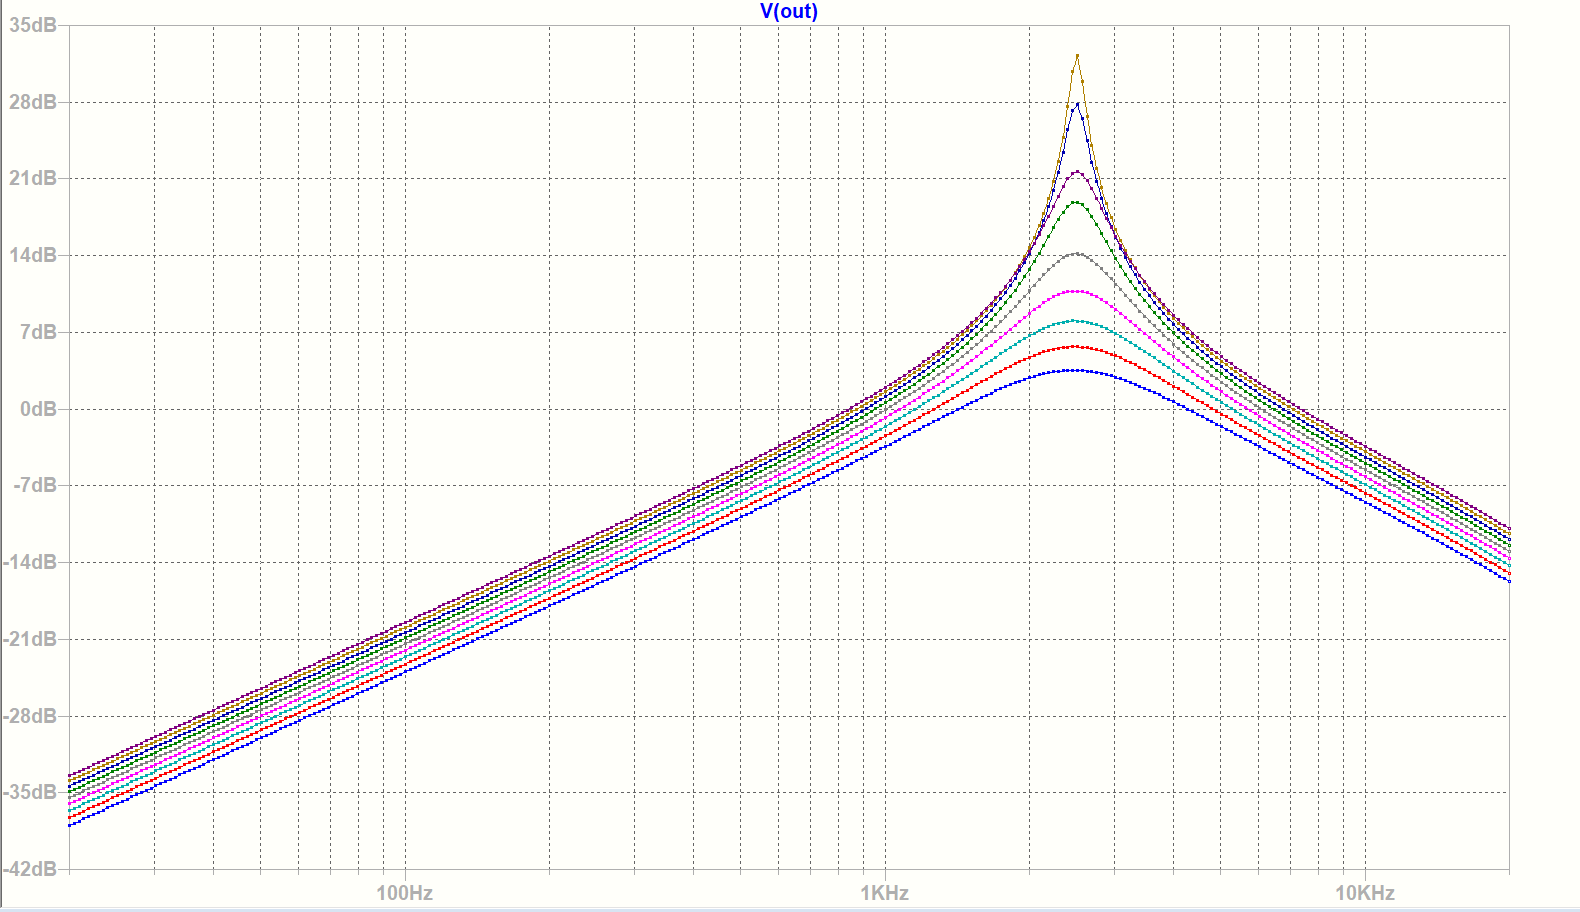 V(out)
35dB
28dB
21dB
14dB
7dB
0dB
-7dB
-14dB
-21dB
-28dB
-35dB
-42dB
100Hz 1KHz 10KHz